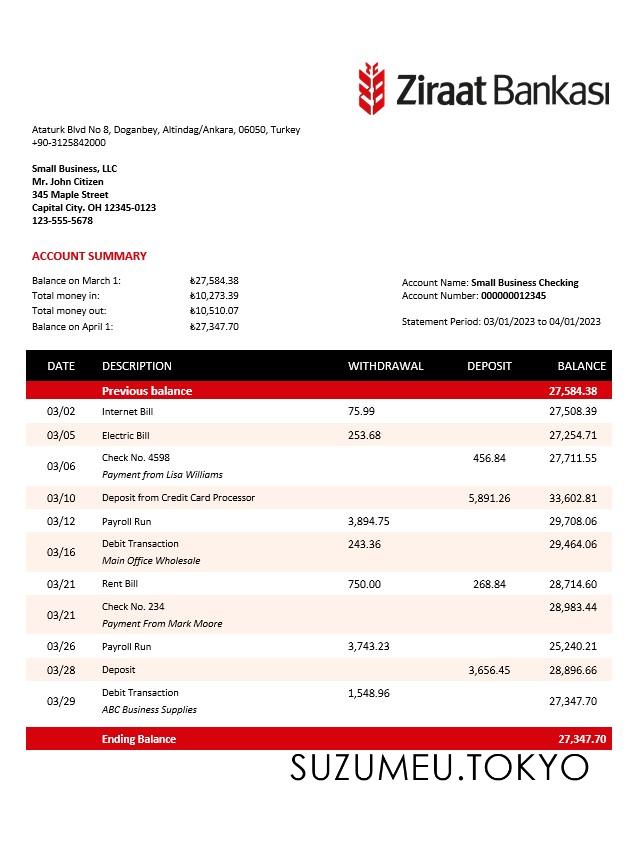 Ziraat Bankası
Ataturk Blvd No 8, Doganbey, Altindag/Ankara, 06050, Turkey
+90-3125842000
Small Business, LLC
Mr. John Citizen
345 Maple Street
Capital City. OH 12345-0123
123-555-5678
ACCOUNT SUMMARY
Balance on March 1: ₺27,584.38
Total money in: ₺10,273.39
Total money out: ₺10,510.07
Balance on April 1: ₺27,347.70
Account Name: Small Business Checking
Account Number: 000000012345
Statement Period: 03/01/2023 to 04/01/2023
DATE DESCRIPTION WITHDRAWAL DEPOSIT BALANCE
Previous balance 27,584.38
03/02 Internet Bill 75.99 27,508.39
03/05 Electric Bill 253.68 27,254.71
03/06 Check No. 4598 456.84 27,711.55
Payment from Lisa Williams
03/10 Deposit from Credit Card Processor 5,891.26 33,602.81
03/12 Payroll Run 3,894.75 29,708.06
03/16 Debit Transaction 243.36 29,464.06
Main Office Wholesale
03/21 Rent Bill 750.00 268.84 28,714.60
03/21 Check No. 234 28,983.44
Payment From Mark Moore
03/26 Payroll Run 3,743.23 25,240.21
03/28 Deposit 3,656.45 28,896.66
03/29 Debit Transaction 1,548.96 27,347.70
ABC Business Supplies
Ending Balance 27,347.70
SUZUMEU.TOKYO